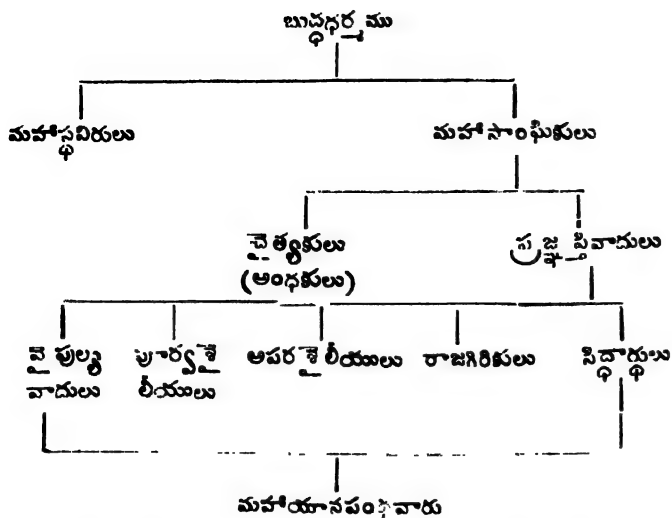 బుద్ధధర్మము
మహాస్థవిరులు మహాసాంఘికులు
చైత్యకులు ప్రజ్ఞప్తివాదులు
(అంధకులు)
వైపుల్య పూర్వశై అపరశైలీయులు రాజగిరికులు సిద్ధార్థులు
వాదులు లీయులు
మహాయానపంథవారు